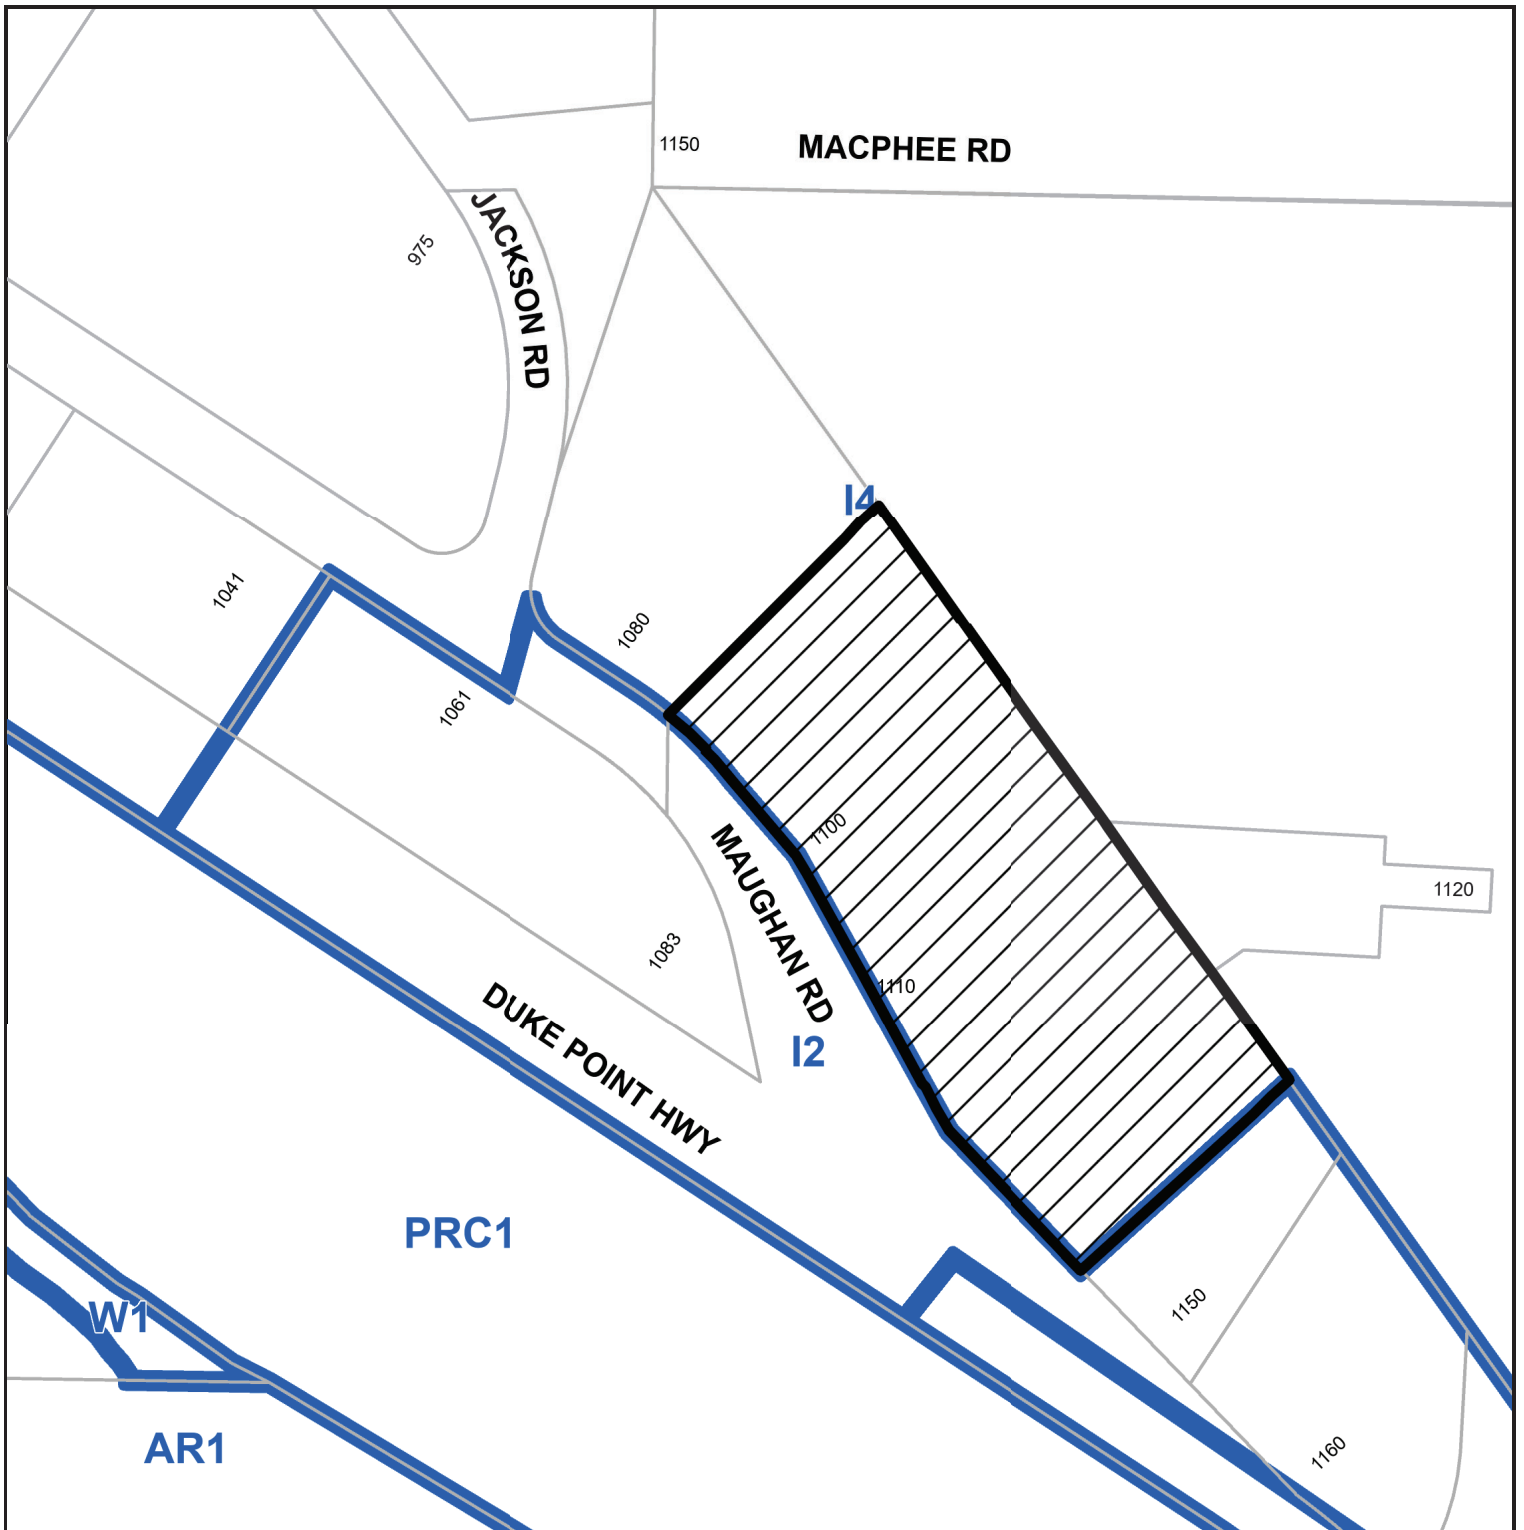 1150
MACPHEE RD
JACKSON RD
975
I4
1041
1080
1061
1100
MAUGHAN RD
1120
1083
1110
DUKE POINT HWY
I2
PRC1
W1
1150
AR1
1160